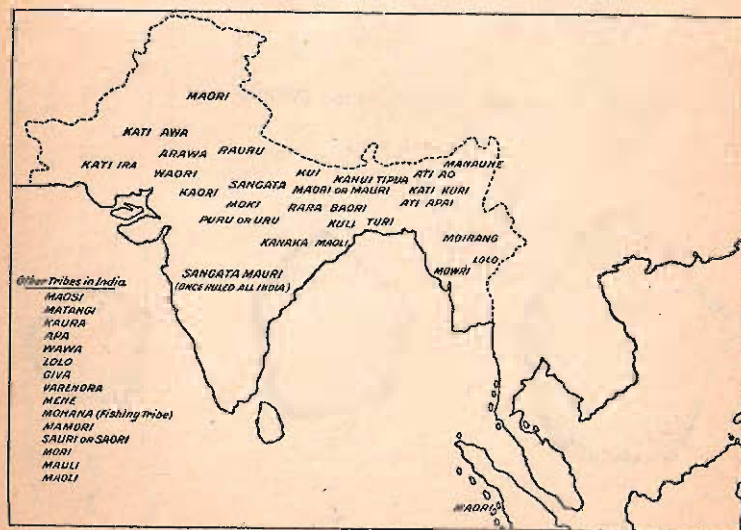 MAORI
KATI AWA
ARAWA RAURU
KATI IRA
WAORI
KUI
KAHUI TIPUA
ATI AO
MANAUNE
KAORI
SANGATA
MAORI OR MAURI
KATI KURI
MOKI
RARA BAORI
ATI APAI
PURU OR URU
KULI TURI
KANAKA MAOLI
MOIRANG
LOLO
MOWRI
SANGATA MAURI
(ONCE RULED ALL INDIA)
Other Tribes in India
MAOSI
MATANGI
KAURA
APA
WAWA
LOLO
GIVA
VARENDRA
MENE
MOHANA (Fishing Tribe)
MAMORI
SAURI OR SAORI
MORI
MAULI
MAOLI
MAORI